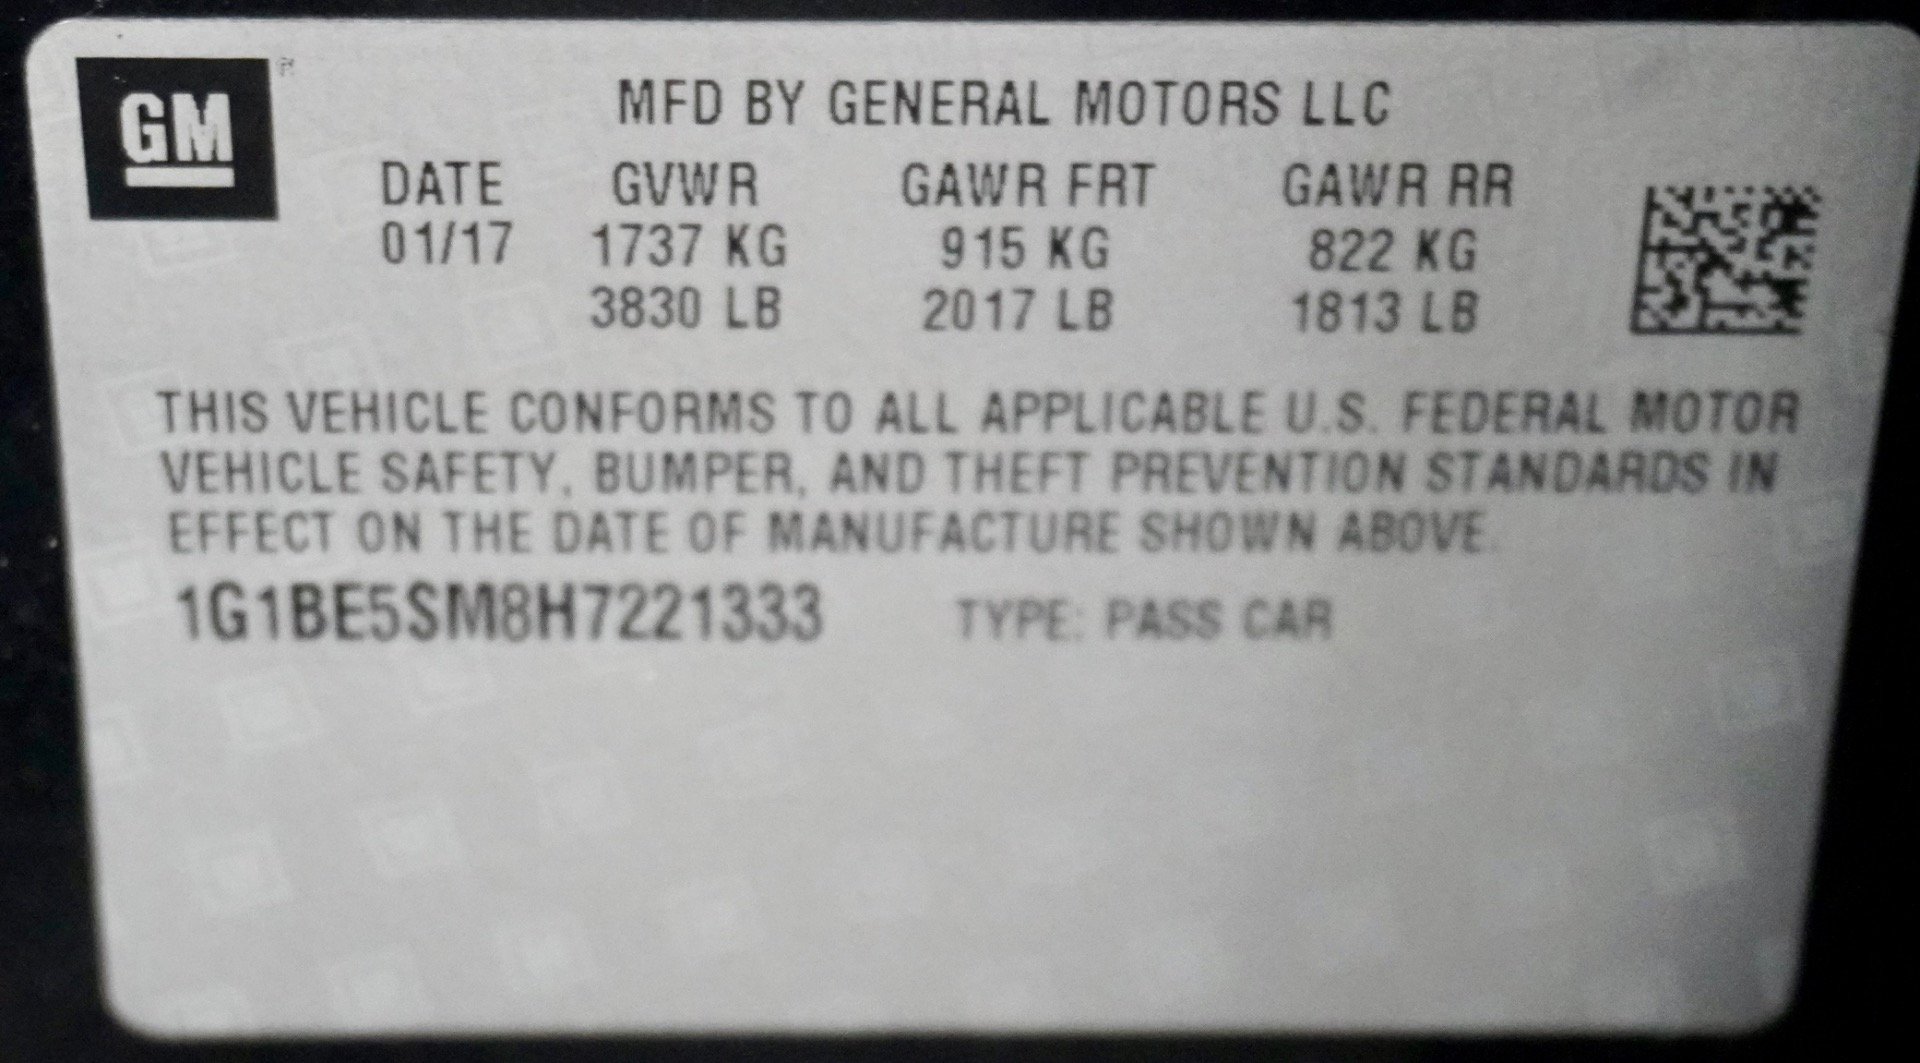 GM
MFD BY GENERAL MOTORS LLC
DATE GVWR GAWR FRT GAWR RR
01/17 1737 KG 915 KG 822 KG
3830 LB 2017 LB 1813 LB
THIS VEHICLE CONFORMS TO ALL APPLICABLE U.S. FEDERAL MOTOR
VEHICLE SAFETY, BUMPER, AND THEFT PREVENTION STANDARDS IN
EFFECT ON THE DATE OF MANUFACTURE SHOWN ABOVE.
1G1BE5SM8H7221333 TYPE: PASS CAR